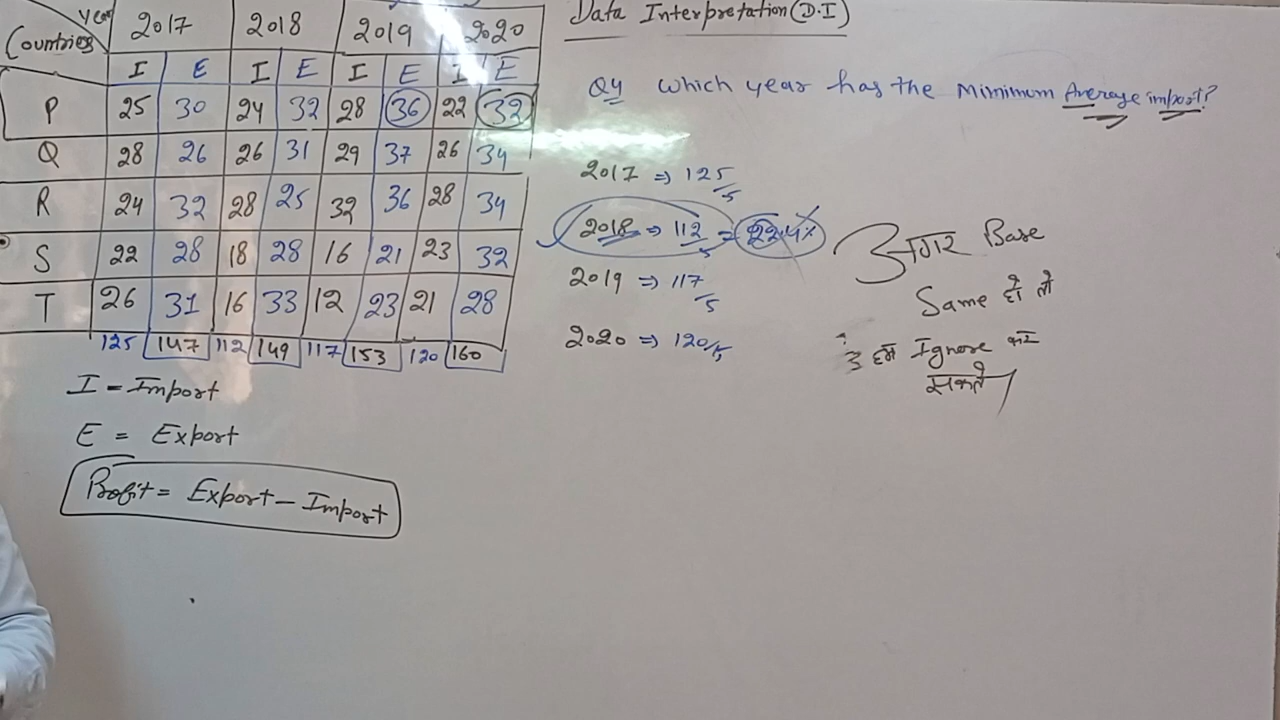 Data Interpretation (D.I)
Year 2017 2018 2019 2020
Countries I E I E I E I E
P 25 30 24 32 28 36 22 32
Q 28 26 26 31 29 37 26 34
R 24 32 28 25 32 36 28 34
S 22 28 18 28 16 21 23 32
T 26 31 16 33 12 23 21 28
125 147 112 149 117 153 120 160
I = Import
E = Export
Profit = Export - Import
Q4 which year has the Mimimum Average import?
2017 ⇒ 125/5
2018 ⇒ 112/5 = 22.4%
2019 ⇒ 117/5
2020 ⇒ 120/5
अगर Base
Same हो तो
हम Ignore कर
सकते